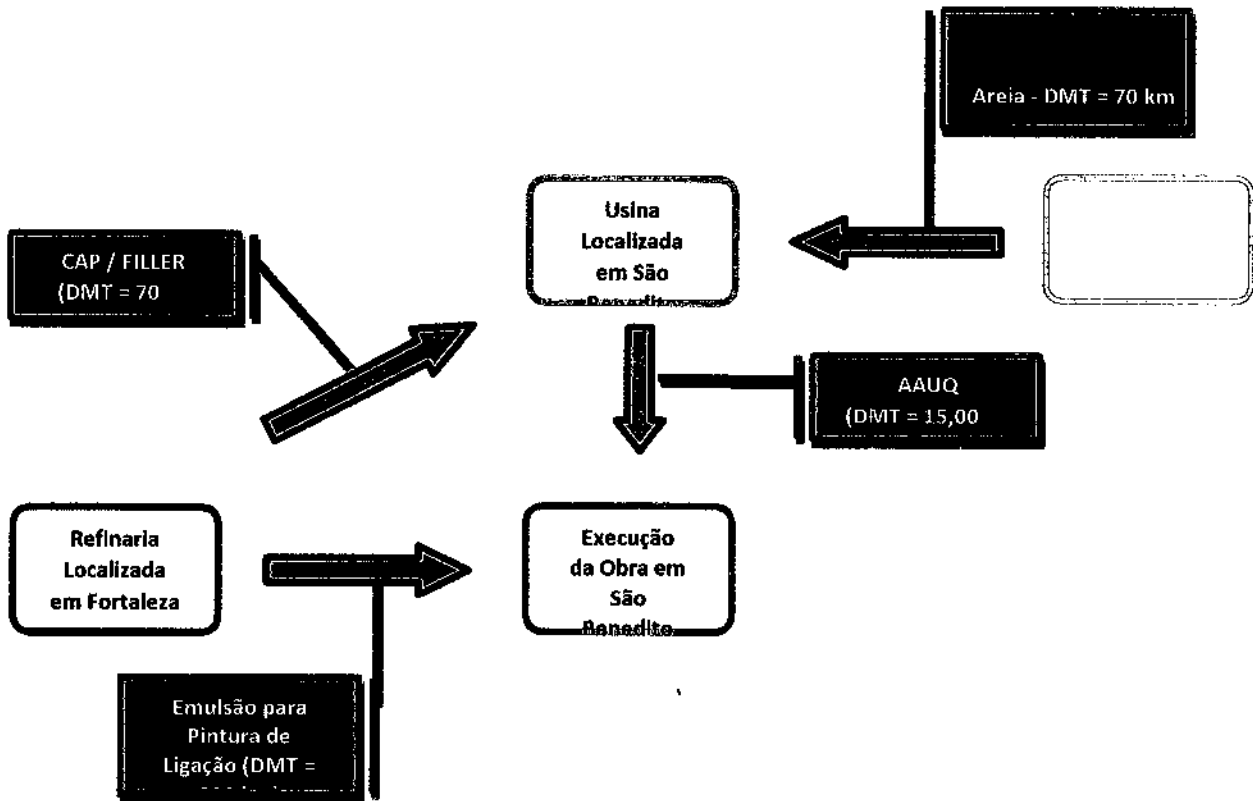 Areia - DMT = 70 km
Usina
Localizada
em São
CAP / FILLER
(DMT = 70
AAUQ
(DMT = 15,00
Refinaria
Localizada
em Fortaleza
Execução
da Obra em
São
Benedito
Emulsão para
Pintura de
Ligação (DMT =